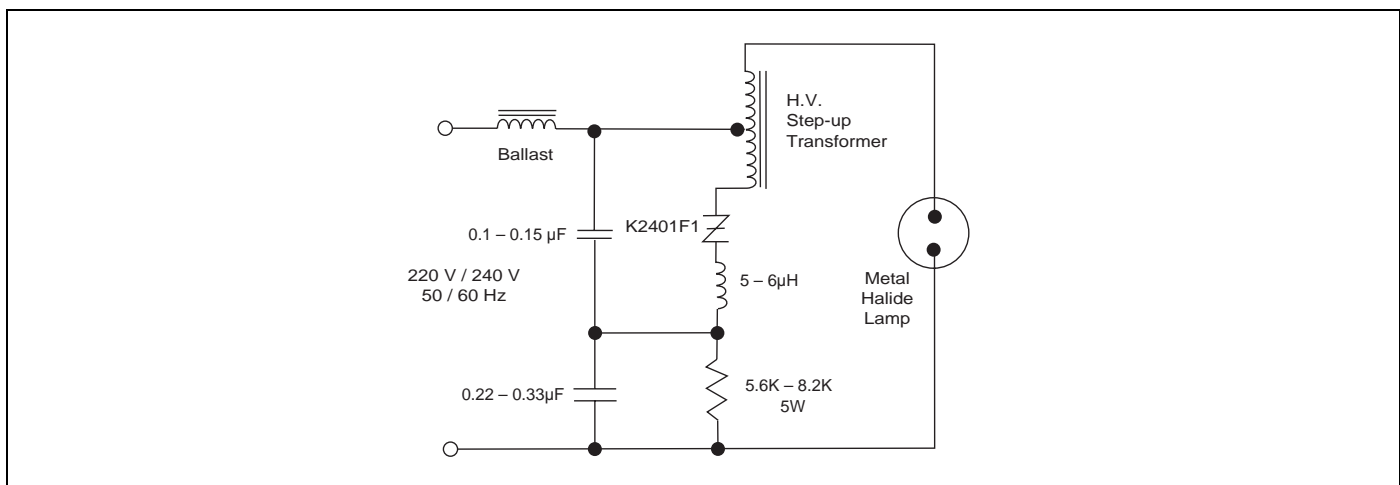 H.V.
Step-up
Transformer
Ballast
K2401F1
0.1 – 0.15 µF
220 V / 240 V
50 / 60 Hz
5 – 6µH
Metal
Halide
Lamp
0.22 – 0.33µF
5.6K – 8.2K
5W